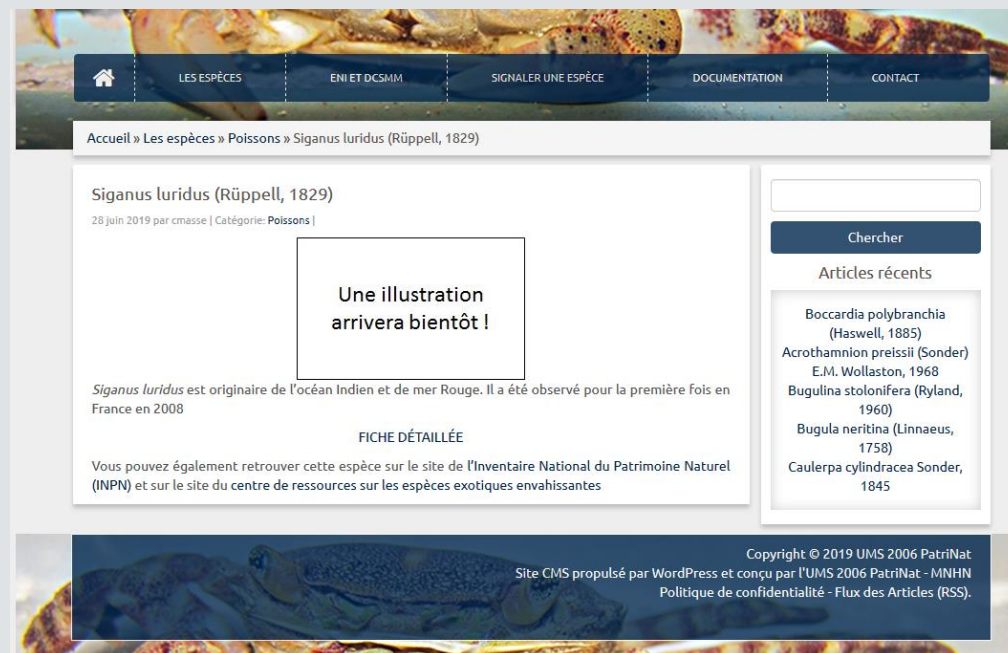 LES ESPÈCES
ENI ET DCSMM
SIGNALER UNE ESPÈCE
DOCUMENTATION
CONTACT
Accueil » Les espèces » Poissons » Siganus luridus (Rüppell, 1829)
Siganus luridus (Rüppell, 1829)
28 juin 2019 par cmasse | Catégorie: Poissons |
Une illustration
arrivera bientôt !
Siganus luridus est originaire de l'océan Indien et de mer Rouge. Il a été observé pour la première fois en
France en 2008
FICHE DÉTAILLÉE
Vous pouvez également retrouver cette espèce sur le site de l'Inventaire National du Patrimoine Naturel
(INPN) et sur le site du centre de ressources sur les espèces exotiques envahissantes
Chercher
Articles récents
Boccardia polybranchia
(Haswell, 1885)
Acrothamnion preissii (Sonder)
E.M. Wollaston, 1968
Bugulina stolonifera (Ryland,
1960)
Bugula neritina (Linnaeus,
1758)
Caulerpa cylindracea Sonder,
1845
Copyright © 2019 UMS 2006 PatriNat
Site CMS propulsé par WordPress et conçu par l'UMS 2006 PatriNat - MNHN
Politique de confidentialité - Flux des Articles (RSS).